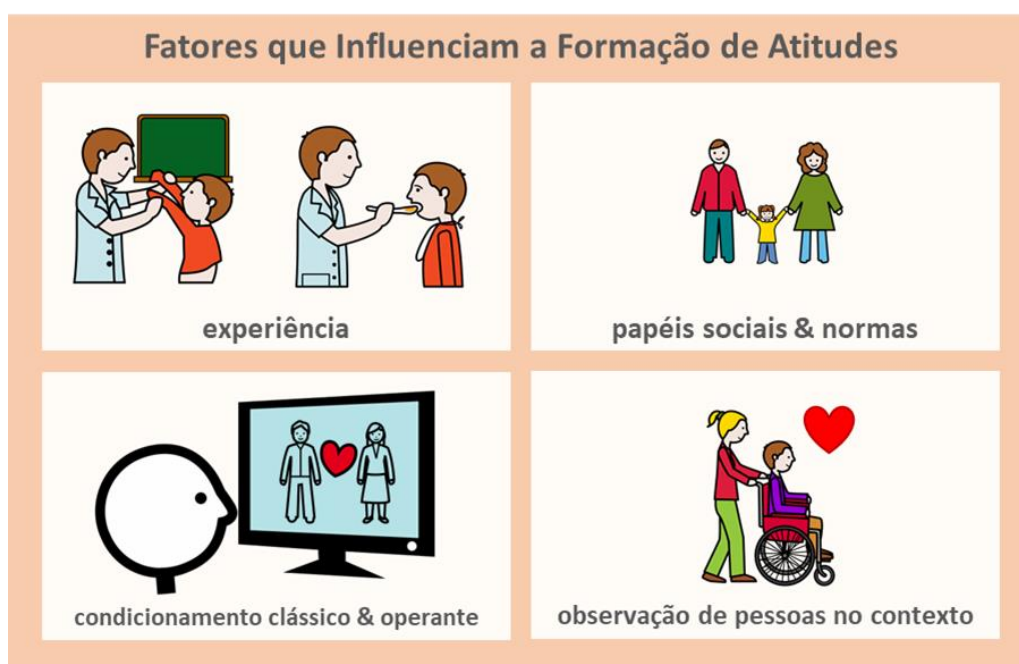 Fatores que Influenciam a Formação de Atitudes
experiência
papéis sociais & normas
condicionamento clássico & operante
observação de pessoas no contexto